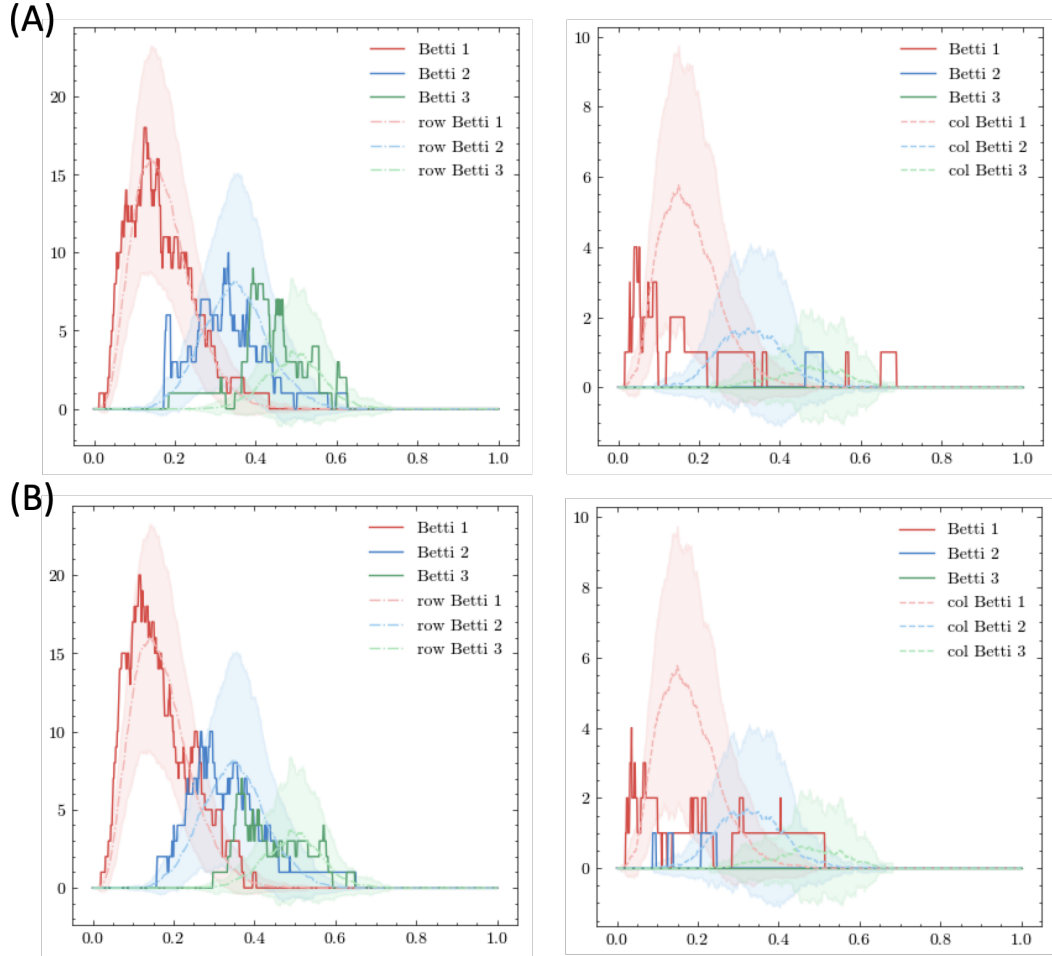 (A)
Betti 1
Betti 2
Betti 3
row Betti 1
row Betti 2
row Betti 3
20
15
10
5
0
0.0 0.2 0.4 0.6 0.8 1.0
Betti 1
Betti 2
Betti 3
col Betti 1
col Betti 2
col Betti 3
10
8
6
4
2
0
0.0 0.2 0.4 0.6 0.8 1.0
(B)
Betti 1
Betti 2
Betti 3
row Betti 1
row Betti 2
row Betti 3
20
15
10
5
0
0.0 0.2 0.4 0.6 0.8 1.0
Betti 1
Betti 2
Betti 3
col Betti 1
col Betti 2
col Betti 3
10
8
6
4
2
0
0.0 0.2 0.4 0.6 0.8 1.0